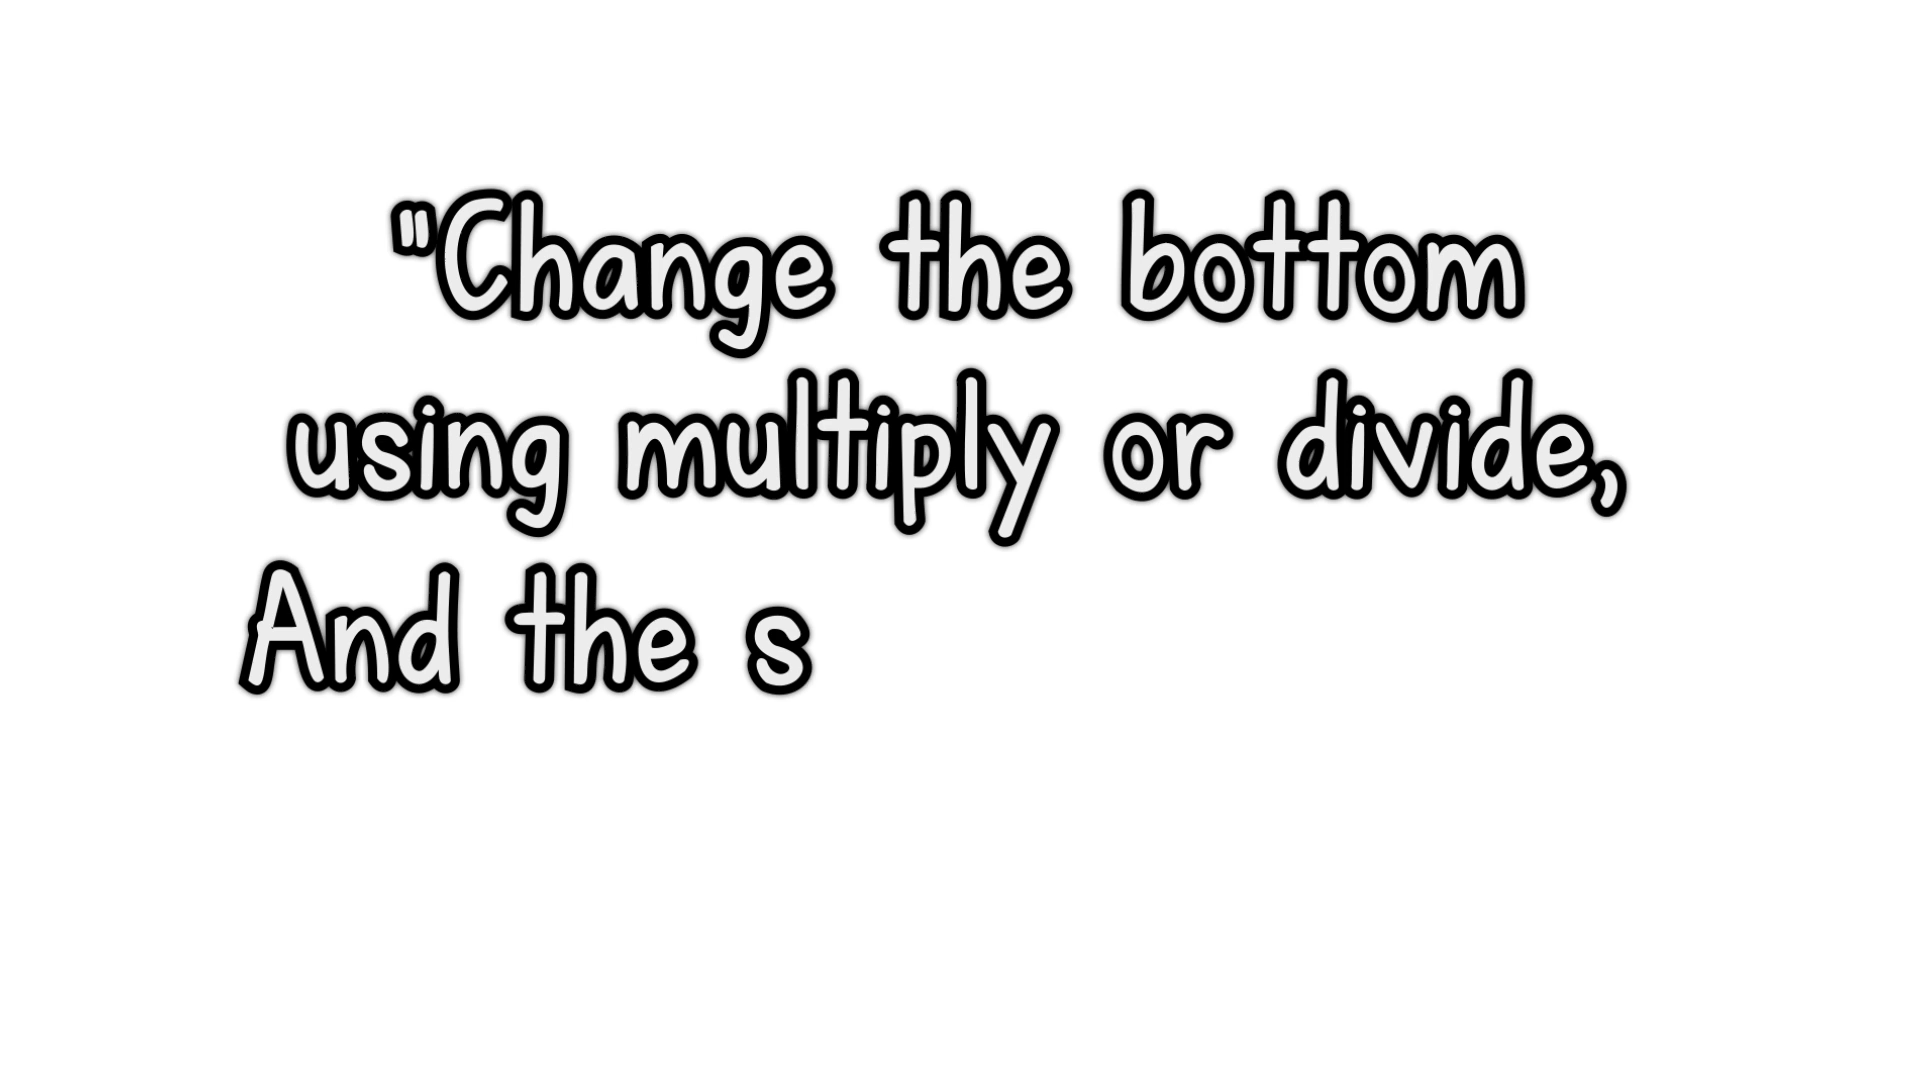 "Change the bottom
using multiply or divide,
And the s